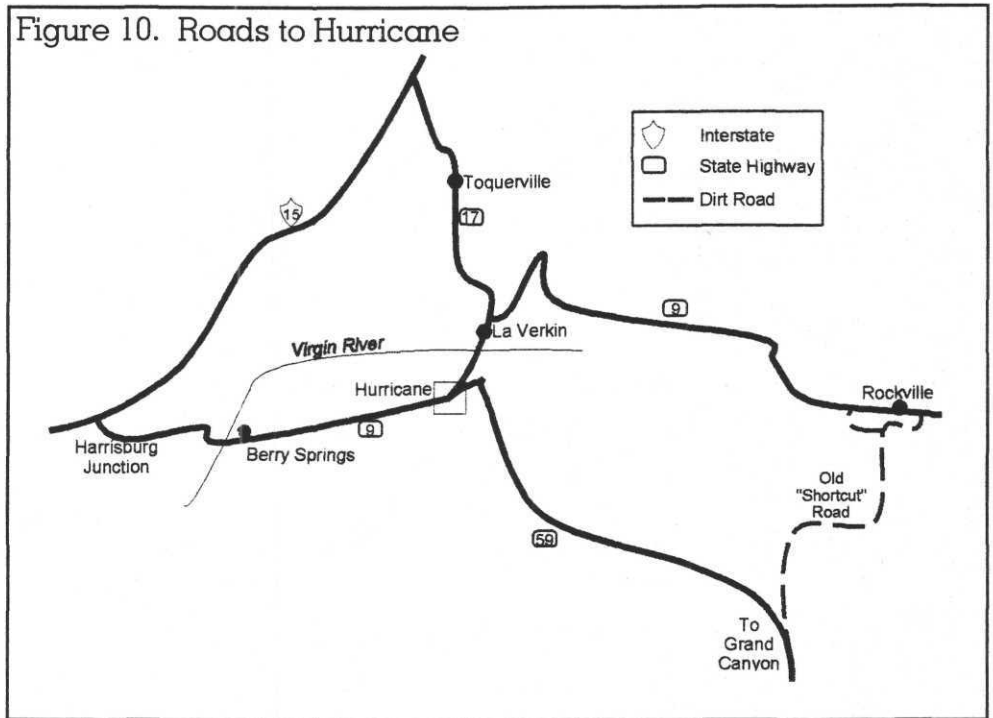 Figure 10. Roads to Hurricane
Interstate
State Highway
Dirt Road
Toquerville
15
17
9
La Verkin
Virgin River
Hurricane
Rockville
9
Harrisburg
Junction
Berry Springs
Old
"Shortcut"
Road
59
To
Grand
Canyon